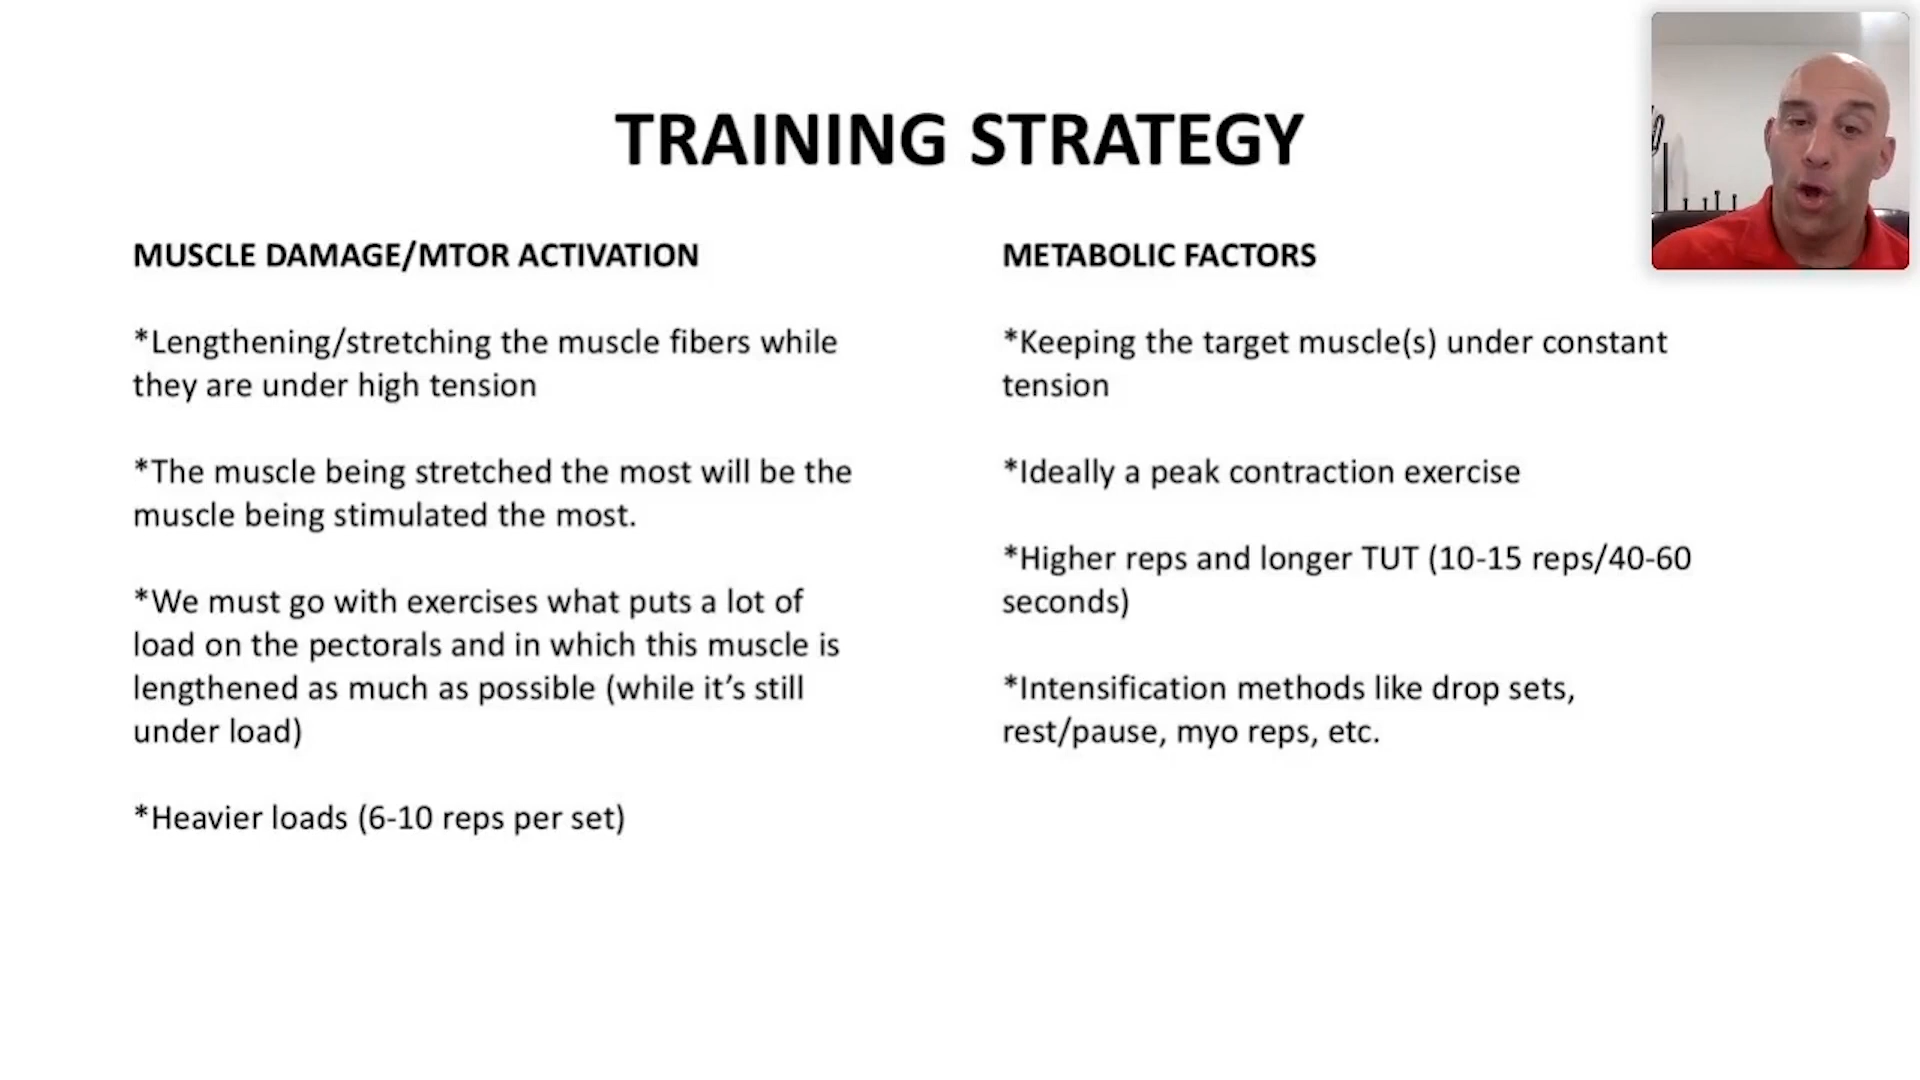 TRAINING STRATEGY
MUSCLE DAMAGE/MTOR ACTIVATION
*Lengthening/stretching the muscle fibers while
they are under high tension
*The muscle being stretched the most will be the
muscle being stimulated the most.
*We must go with exercises what puts a lot of
load on the pectorals and in which this muscle is
lengthened as much as possible (while it’s still
under load)
*Heavier loads (6-10 reps per set)
METABOLIC FACTORS
*Keeping the target muscle(s) under constant
tension
*Ideally a peak contraction exercise
*Higher reps and longer TUT (10-15 reps/40-60
seconds)
*Intensification methods like drop sets,
rest/pause, myo reps, etc.